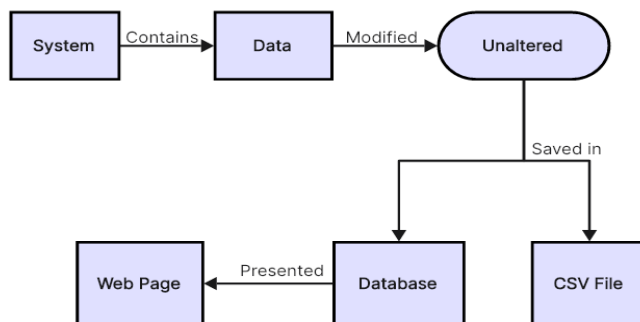 System
Contains
Data
Modified
Unaltered
Saved in
Web Page
Presented
Database
CSV File